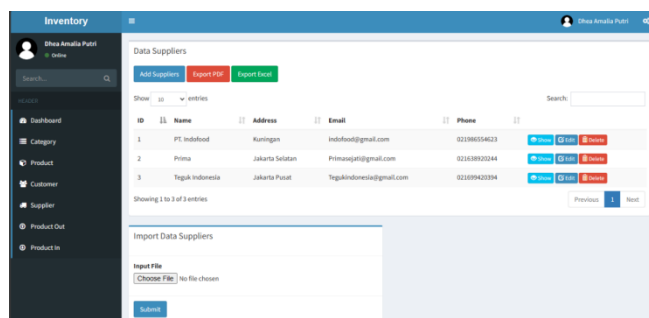 Inventory
Dhea Amalia Putri
Dhea Amalia Putri
Online
Search...
HEADER
Dashboard
Category
Product
Customer
Supplier
Product Out
Product In
Data Suppliers
Add Suppliers Export PDF Export Excel
Show 10 entries Search:
ID Name Address Email Phone
1 PT. Indofood Kuningan indofood@gmail.com 021986554623 Show Edit Delete
2 Prima Jakarta Selatan Primasejati@gmail.com 021638920244 Show Edit Delete
3 Teguk Indonesia Jakarta Pusat TegukIndonesia@gmail.com 021699420394 Show Edit Delete
Showing 1 to 3 of 3 entries Previous 1 Next
Import Data Suppliers
Input File
Choose File No file chosen
Submit